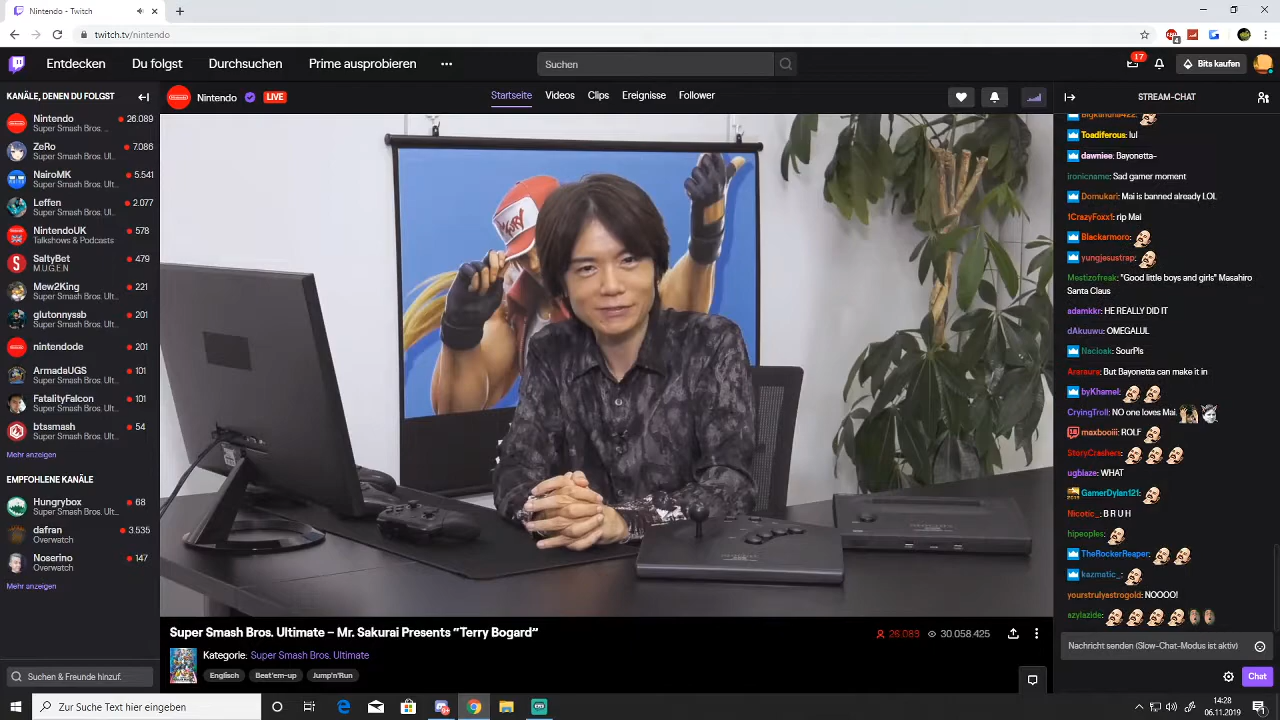 Nintendo - Twitch
twitch.tv/nintendo
Entdecken Du folgst Durchsuchen Prime ausprobieren Suchen 17 Bits kaufen
KANÄLE, DENEN DU FOLGST
Nintendo 26.089
Super Smash Bros. ...
ZeRo 7.086
Super Smash Bros. Ul...
NairoMK 5.541
Super Smash Bros. Ult...
Leffen 2.077
Super Smash Bros. Ul...
NintendoUK 578
Talkshows & Podcasts
SaltyBot 479
M.U.G.E.N
Mew2King 221
Super Smash Bros. Ult...
glutonnyssb 201
Super Smash Bros. Ult...
nintendode 201
ArmadaUGS 101
Super Smash Bros. Ult...
FatalityFalcon 101
Super Smash Bros. Ult...
btssmash 54
Super Smash Bros. Ult...
Mehr anzeigen
EMPFOHLENE KANÄLE
Hungrybox 68
Super Smash Bros. Ult...
dafran 3.535
Overwatch
Noserino 147
Overwatch
Mehr anzeigen
Suchen & Freunde hinzuf.
Nintendo LIVE
Startseite Videos Clips Ereignisse Follower
Super Smash Bros. Ultimate – Mr. Sakurai Presents "Terry Bogard"
26.089 30.058.425
Kategorie: Super Smash Bros. Ultimate
Englisch Beat'em-up Jump'n'Run
STREAM-CHAT
Toadiferous: lul
dawniee: Bayonetta-
ironicname: Sad gamer moment
Domukari: Mai is banned already LOL
1CrazyFoxx1: rip Mai
Blackarmoro:
yungjesustrap:
Mestizofreak: "Good little boys and girls" Masahiro
Santa Claus
adamkkr: HE REALLY DID IT
dAkuuwu: OMEGALUL
Nacioak: SourPls
Araraura: But Bayonetta can make it in
byKhamel:
CryingTroll: NO one loves Mai.
maxbooiii: ROLF
StoryCrashers:
ugblaze: WHAT
GamerDylan121:
Nicotic_: B R U H
hipeoples:
TheRockerReaper:
kazmatic_:
yourstrulyastrogold: NOOOO!
azylazide:
Nachricht senden (Slow-Chat-Modus ist aktiv)
Chat
Zur Suche Text hier eingeben
14:28
06.11.2019